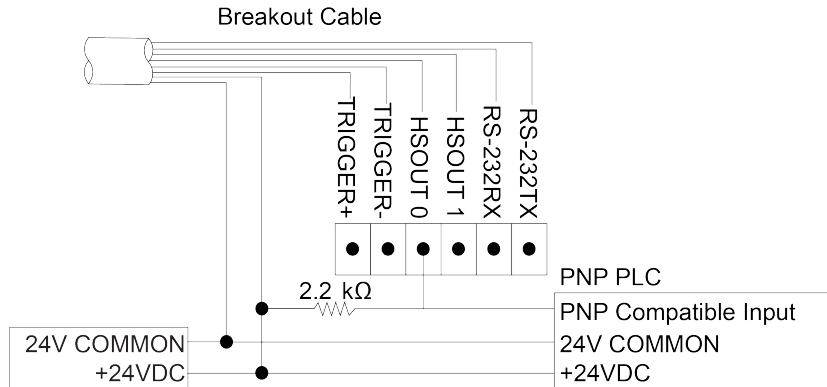 Breakout Cable
TRIGGER+
TRIGGER-
HSOUT 0
HSOUT 1
RS-232RX
RS-232TX
PNP PLC
2.2 kΩ
PNP Compatible Input
24V COMMON
24V COMMON
+24VDC
+24VDC